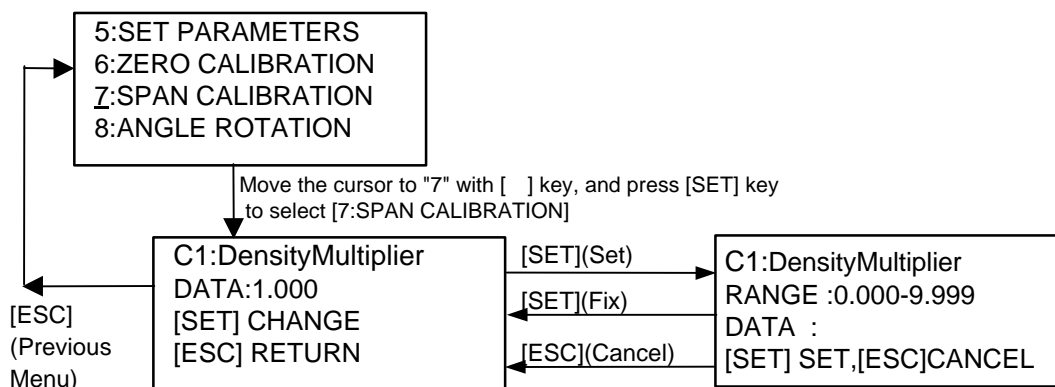 5:SET PARAMETERS
6:ZERO CALIBRATION
7:SPAN CALIBRATION
8:ANGLE ROTATION
Move the cursor to "7" with [   ] key, and press [SET] key
to select [7:SPAN CALIBRATION]
C1:DensityMultiplier
DATA:1.000
[SET] CHANGE
[ESC] RETURN
[SET](Set)
[SET](Fix)
[ESC](Cancel)
C1:DensityMultiplier
RANGE :0.000-9.999
DATA  :
[SET] SET,[ESC]CANCEL
[ESC]
(Previous
Menu)